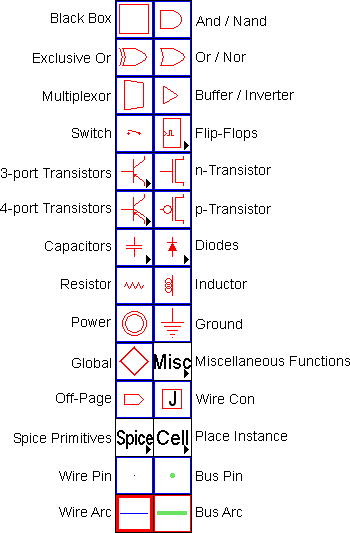 Black Box And / Nand
Exclusive Or Or / Nor
Multiplexor Buffer / Inverter
Switch Flip-Flops
3-port Transistors n-Transistor
4-port Transistors p-Transistor
Capacitors Diodes
Resistor Inductor
Power Ground
Global Misc Miscellaneous Functions
Off-Page J Wire Con
Spice Primitives Spice Cell Place Instance
Wire Pin Bus Pin
Wire Arc Bus Arc